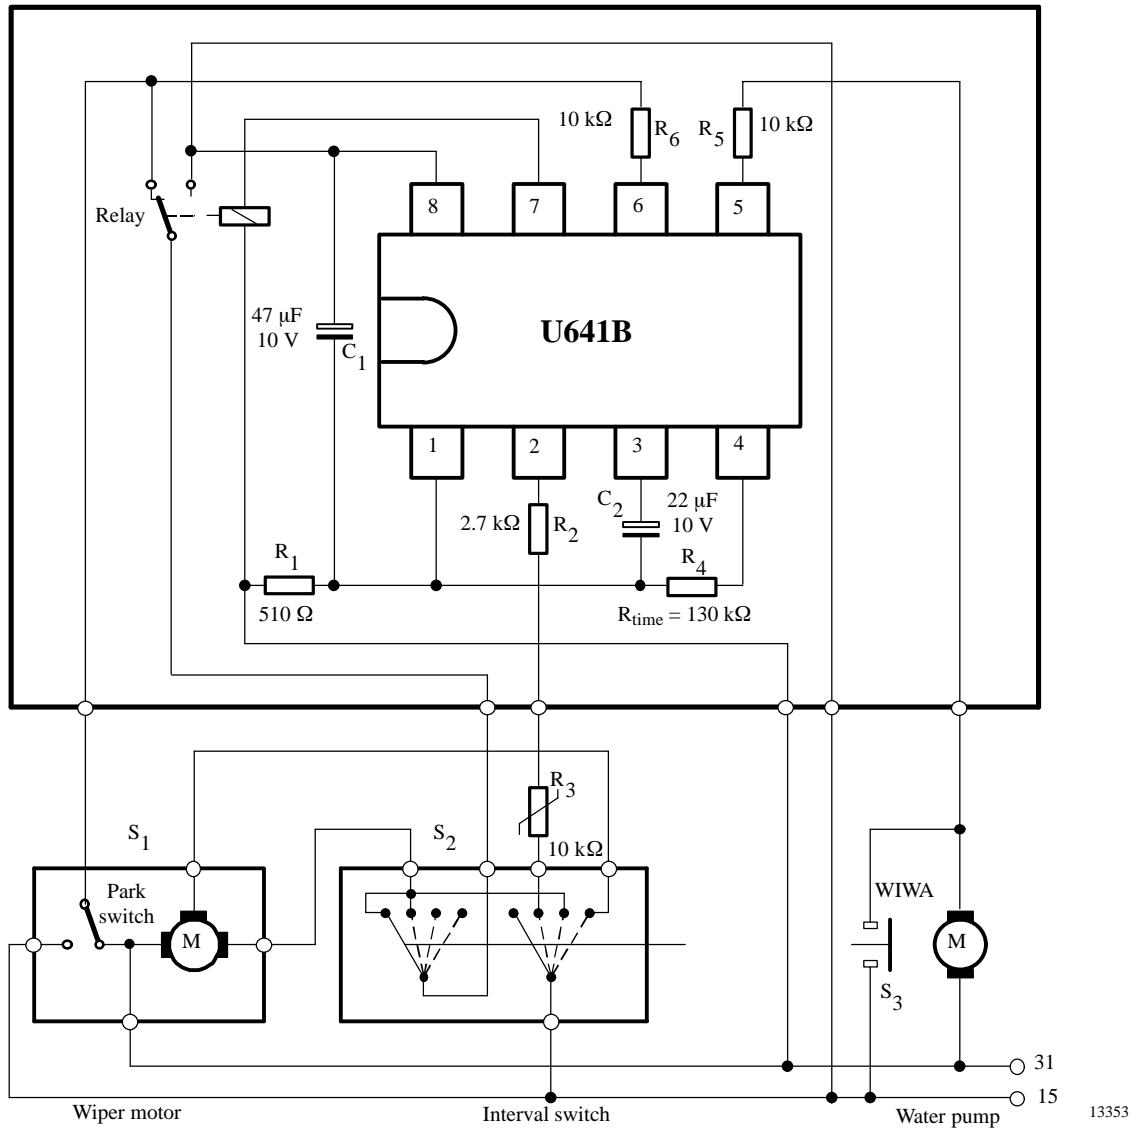 10 kΩ
R6
R5
10 kΩ
8
7
6
5
Relay
47 μF
10 V
C1
U641B
1
2
3
4
C2
22 μF
10 V
2.7 kΩ
R2
R1
R4
510 Ω
Rtime = 130 kΩ
R3
S1
S2
10 kΩ
Park
switch
WIWA
M
M
S3
31
15
Wiper motor
Interval switch
Water pump
13353